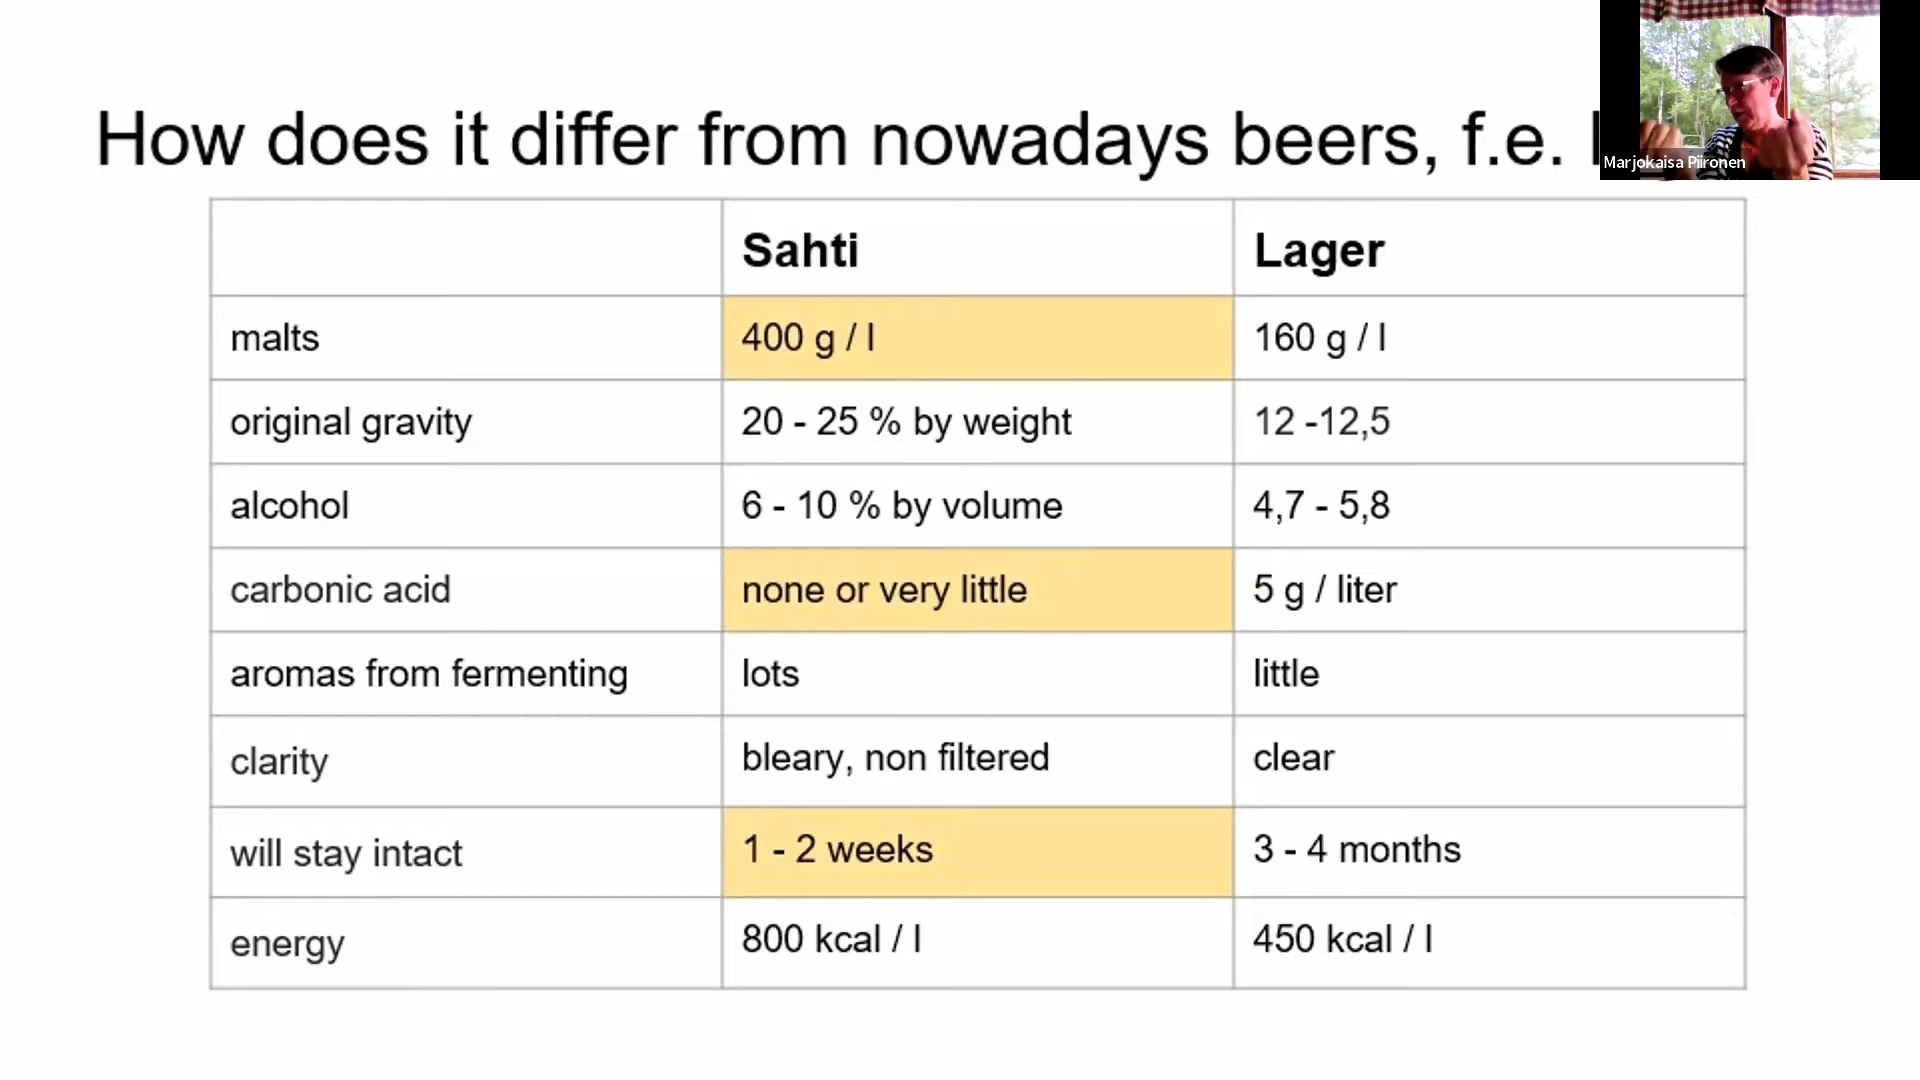 How does it differ from nowadays beers, f.e.
Marjokaisa Piironen
Sahti Lager
malts 400 g / l 160 g / l
original gravity 20 - 25 % by weight 12 -12,5
alcohol 6 - 10 % by volume 4,7 - 5,8
carbonic acid none or very little 5 g / liter
aromas from fermenting lots little
clarity bleary, non filtered clear
will stay intact 1 - 2 weeks 3 - 4 months
energy 800 kcal / l 450 kcal / l